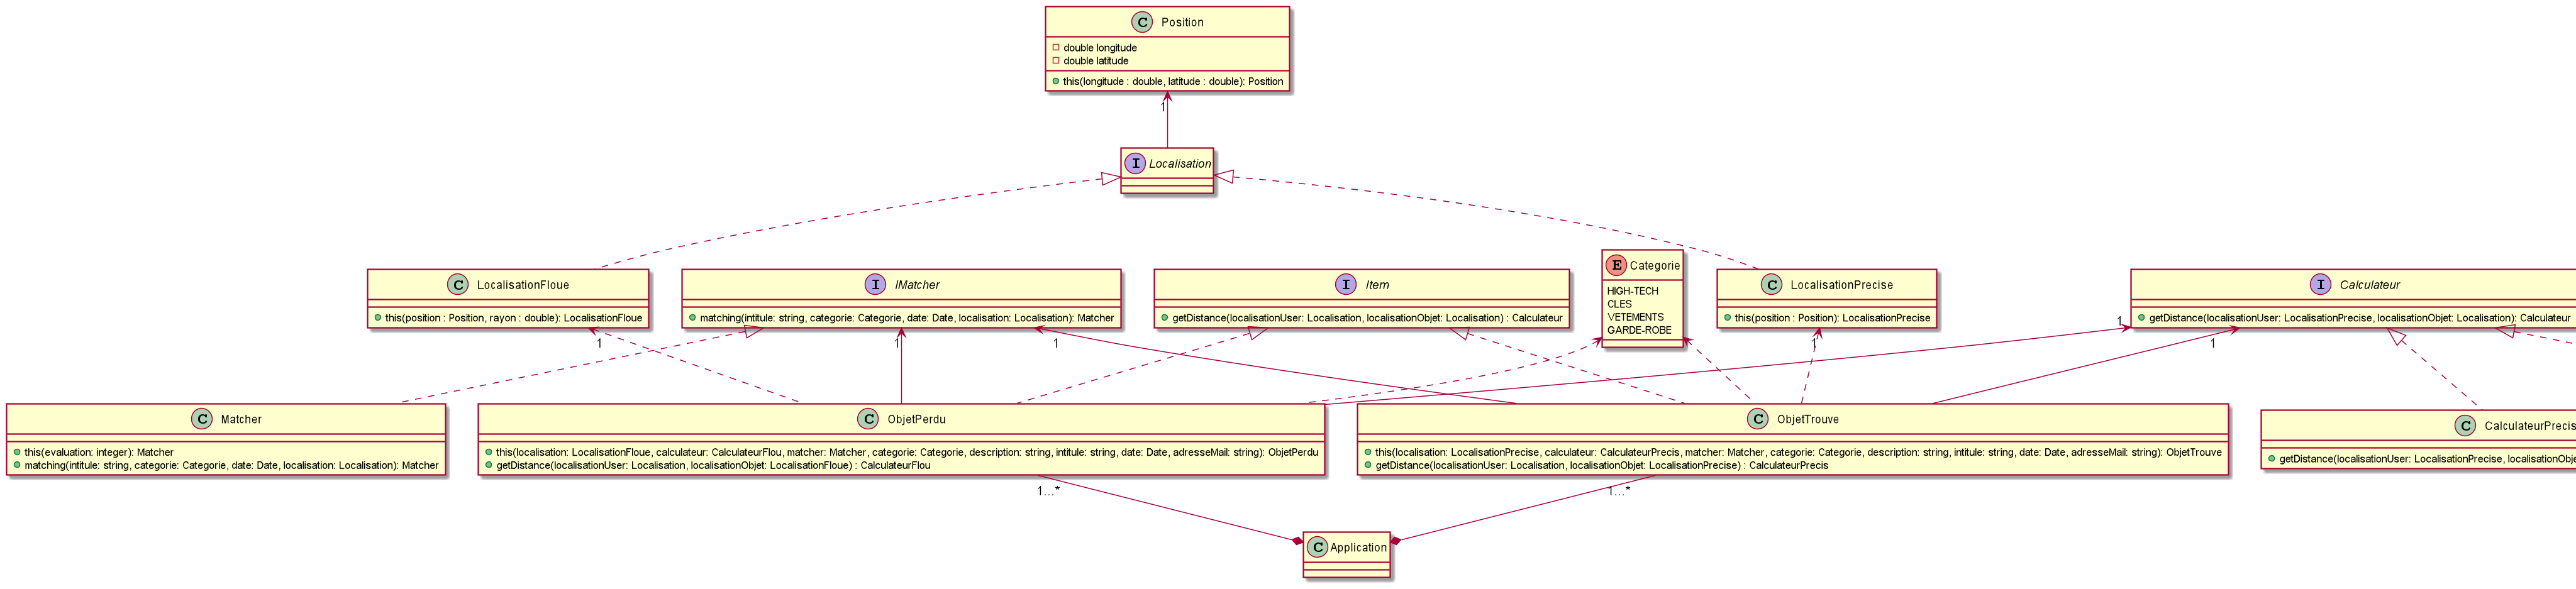 C Position
double longitude
double latitude
this(longitude : double, latitude : double): Position
1
I Localisation
C LocalisationFloue
this(position : Position, rayon : double): LocalisationFloue
I IMatcher
matching(intitule: string, categorie: Categorie, date: Date, localisation: Localisation): Matcher
I Item
getDistance(localisationUser: Localisation, localisationObjet: Localisation) : Calculateur
E Categorie
HIGH-TECH
CLES
VETEMENTS
GARDE-ROBE
C LocalisationPrecise
this(position : Position): LocalisationPrecise
I Calculateur
getDistance(localisationUser: LocalisationPrecise, localisationObjet: Localisation): Calculateur
1
1
1
1
1
1
C Matcher
this(evaluation: integer): Matcher
matching(intitule: string, categorie: Categorie, date: Date, localisation: Localisation): Matcher
C ObjetPerdu
this(localisation: LocalisationFloue, calculateur: CalculateurFlou, matcher: Matcher, categorie: Categorie, description: string, intitule: string, date: Date, adresseMail: string): ObjetPerdu
getDistance(localisationUser: Localisation, localisationObjet: LocalisationFloue) : CalculateurFlou
C ObjetTrouve
this(localisation: LocalisationPrecise, calculateur: CalculateurPrecis, matcher: Matcher, categorie: Categorie, description: string, intitule: string, date: Date, adresseMail: string): ObjetTrouve
getDistance(localisationUser: Localisation, localisationObjet: LocalisationPrecise) : CalculateurPrecis
C CalculateurPrecis
getDistance(localisationUser: LocalisationPrecise, localisationObje
1...*
1...*
C Application